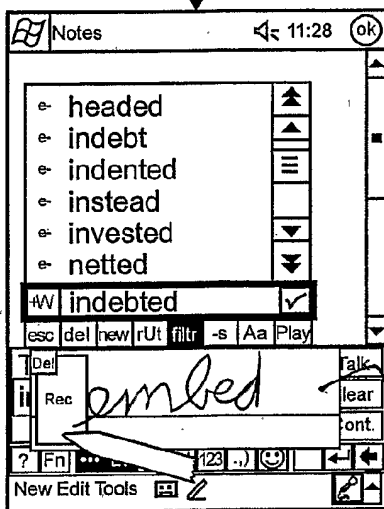 Notes 11:28 ok
e- headed
e- indebt
e- indented
e- instead
e- invested
e- netted
+W indebted
esc del new rUt filtr -s Aa Play
Del Talk
Rec embed lear
ont.
? Fn 123 .,)
New Edit Tools